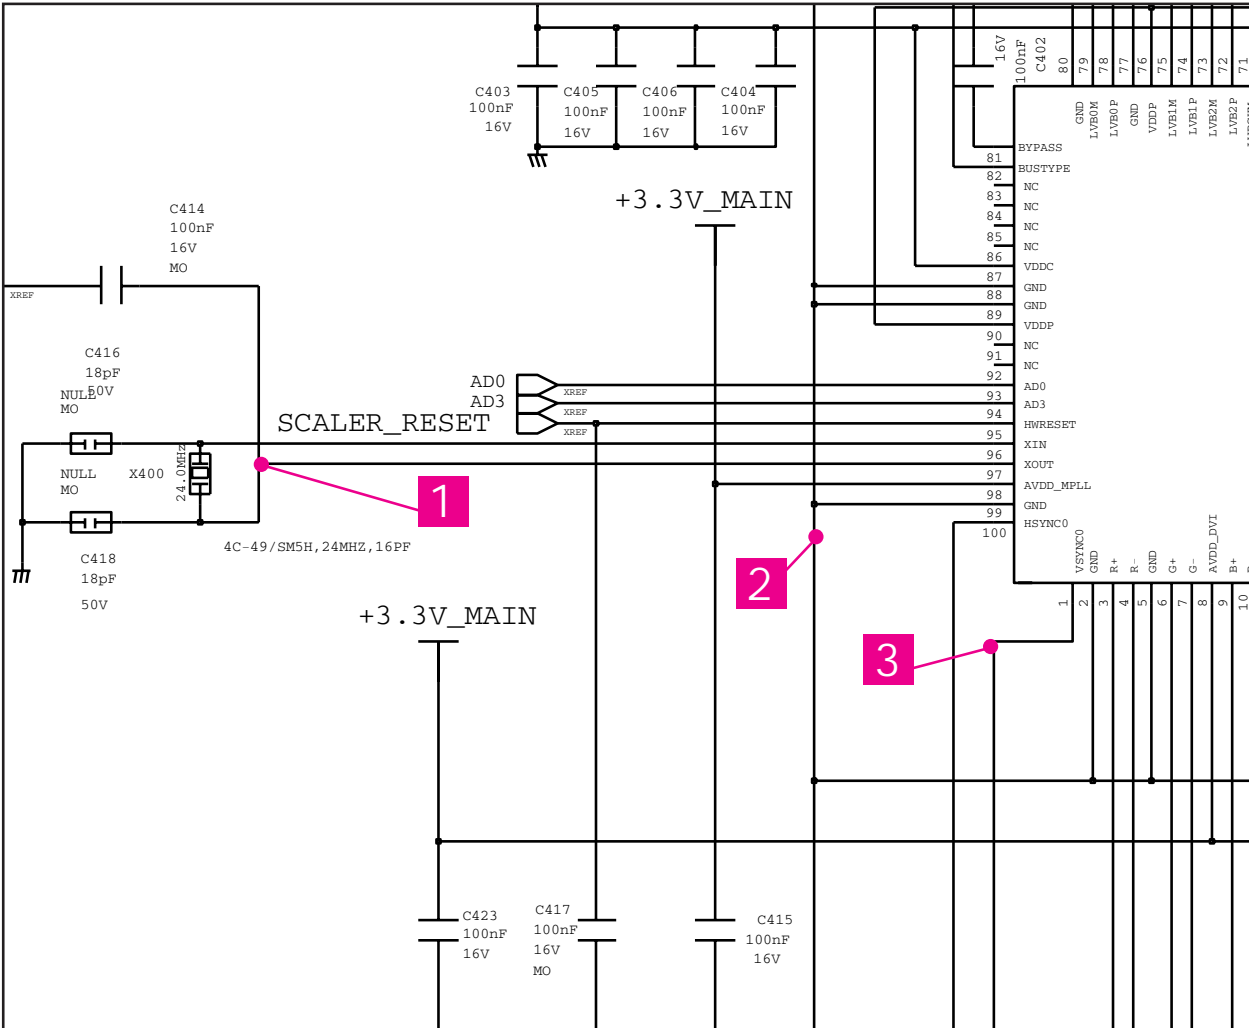 C403
100nF
16V
C405
100nF
16V
C406
100nF
16V
C404
100nF
16V
16V
100nF
C402
80
79
78
77
76
75
74
73
72
71
GND
LVB0M
LVB0P
GND
VDDP
LVB1M
LVB1P
LVB2M
LVB2P
BYPASS
81
BUSTYPE
82
NC
83
NC
84
NC
85
NC
86
VDDC
87
GND
88
GND
89
VDDP
90
NC
91
NC
92
AD0
93
AD3
94
HWRESET
95
XIN
96
XOUT
97
AVDD_MPLL
98
GND
99
HSYNC0
100
+3.3V_MAIN
C414
100nF
16V
MO
XREF
C416
18pF
50V
NULL
MO
AD0
XREF
AD3
XREF
SCALER_RESET
XREF
NULL
MO
X400
24.0MHz
1
4C-49/SM5H,24MHZ,16PF
C418
18pF
50V
2
3
+3.3V_MAIN
VSYNC0
GND
R+
R-
GND
G+
G-
AVDD_DVI
B+
1
2
3
4
5
6
7
8
9
10
C423
100nF
16V
C417
100nF
16V
MO
C415
100nF
16V